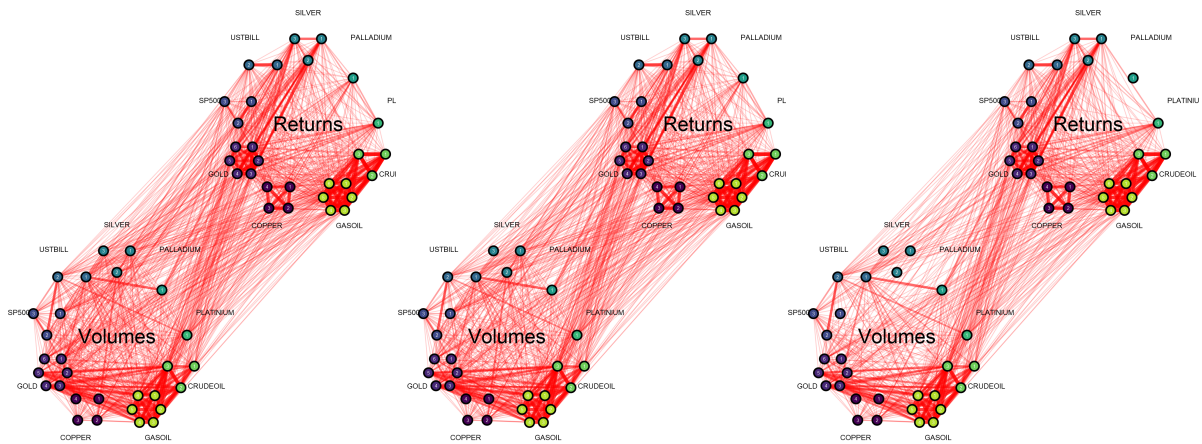 SILVER
USTBILL
PALLADIUM
SP500
PL
Returns
GOLD
CRUI
COPPER
GASOIL
SILVER
USTBILL
PALLADIUM
SP500
PLATINIUM
Volumes
GOLD
CRUDEOIL
COPPER
GASOIL
SILVER
USTBILL
PALLADIUM
SP500
PL
Returns
GOLD
CRUI
COPPER
GASOIL
SILVER
USTBILL
PALLADIUM
SP500
PLATINIUM
Volumes
GOLD
CRUDEOIL
COPPER
GASOIL
SILVER
USTBILL
PALLADIUM
SP500
PLATINIU
Returns
GOLD
CRUDEOIL
COPPER
GASOIL
SILVER
USTBILL
PALLADIUM
SP500
PLATINIUM
Volumes
GOLD
CRUDEOIL
COPPER
GASOIL